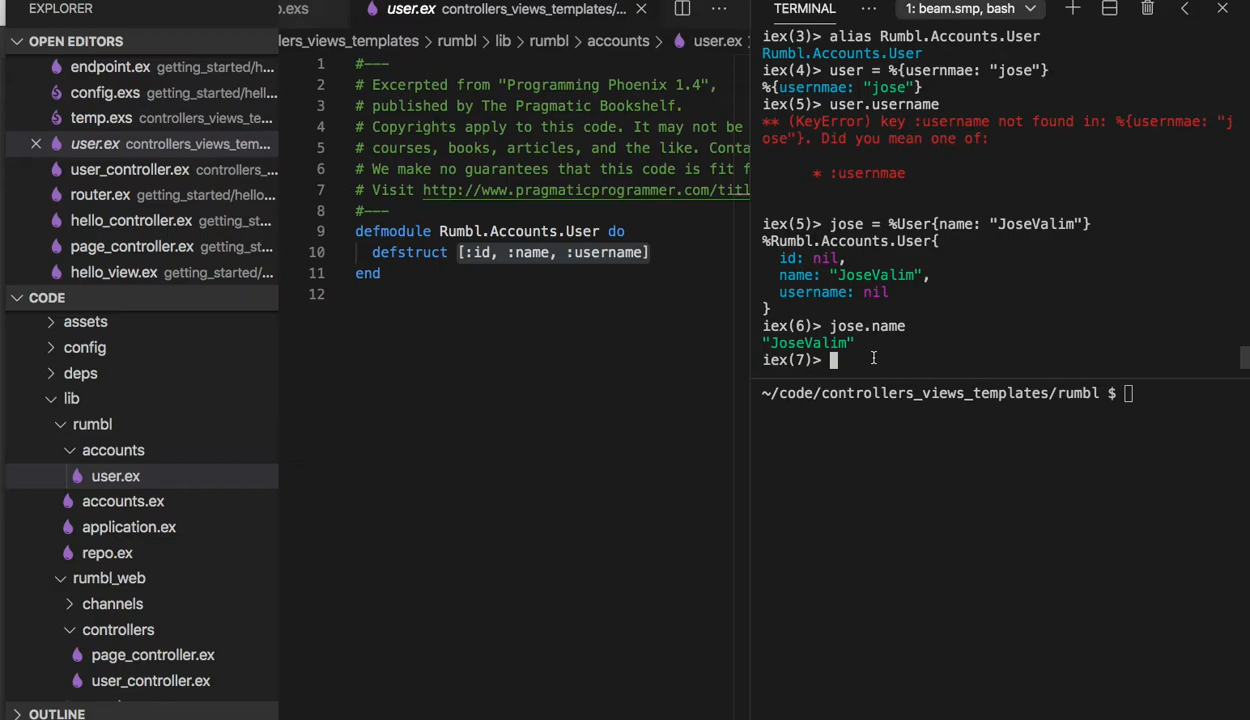 EXPLORER
OPEN EDITORS
endpoint.ex getting_started/h...
config.exs getting_started/hell...
temp.exs controllers_views_te...
user.ex controllers_views_tem...
user_controller.ex controllers_...
router.ex getting_started/hello...
hello_controller.ex getting_st...
page_controller.ex getting_st...
hello_view.ex getting_started/...
CODE
assets
config
deps
lib
rumbl
accounts
user.ex
accounts.ex
application.ex
repo.ex
rumbl_web
channels
controllers
page_controller.ex
user_controller.ex
OUTLINE
p.exs
user.ex controllers_views_templates/...
lers_views_templates > rumbl > lib > rumbl > accounts > user.ex
1 #---
2 # Excerpted from "Programming Phoenix 1.4",
3 # published by The Pragmatic Bookshelf.
4 # Copyrights apply to this code. It may not be
5 # courses, books, articles, and the like. Conta
6 # We make no guarantees that this code is fit f
7 # Visit http://www.pragmaticprogrammer.com/titl
8 #---
9 defmodule Rumbl.Accounts.User do
10 defstruct [:id, :name, :username]
11 end
12
TERMINAL ... 1: beam.smp, bash
iex(3)> alias Rumbl.Accounts.User
Rumbl.Accounts.User
iex(4)> user = %{usernmae: "jose"}
%{usernmae: "jose"}
iex(5)> user.username
** (KeyError) key :username not found in: %{usernmae: "j
ose"}. Did you mean one of:
* :usernmae
iex(5)> jose = %User{name: "JoseValim"}
%Rumbl.Accounts.User{
id: nil,
name: "JoseValim",
username: nil
}
iex(6)> jose.name
"JoseValim"
iex(7)>
~/code/controllers_views_templates/rumbl $